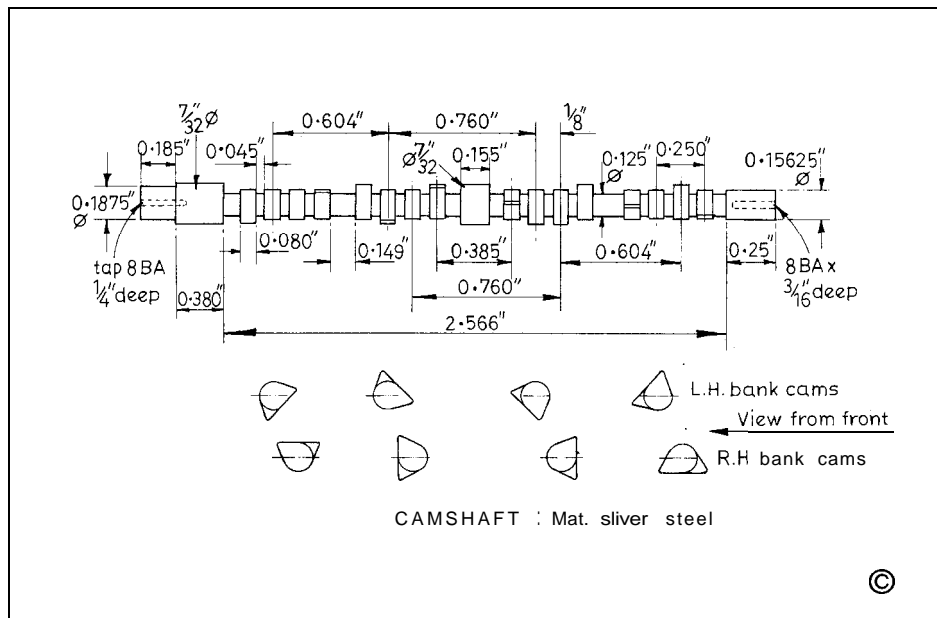 7/32" Ø
0·604"
0·760"
1/8"
0·185"
0·045"
Ø 7/32"
0·155"
0·125" Ø
0·250"
0·15625" Ø
0·1875" Ø
0·080"
0·149"
0·385"
0·604"
0·25"
tap 8 BA
1/4" deep
0·380"
0·760"
8 BA x
3/16" deep
2·566"
L.H. bank cams
View from front
R.H bank cams
CAMSHAFT : Mat. sliver steel
©